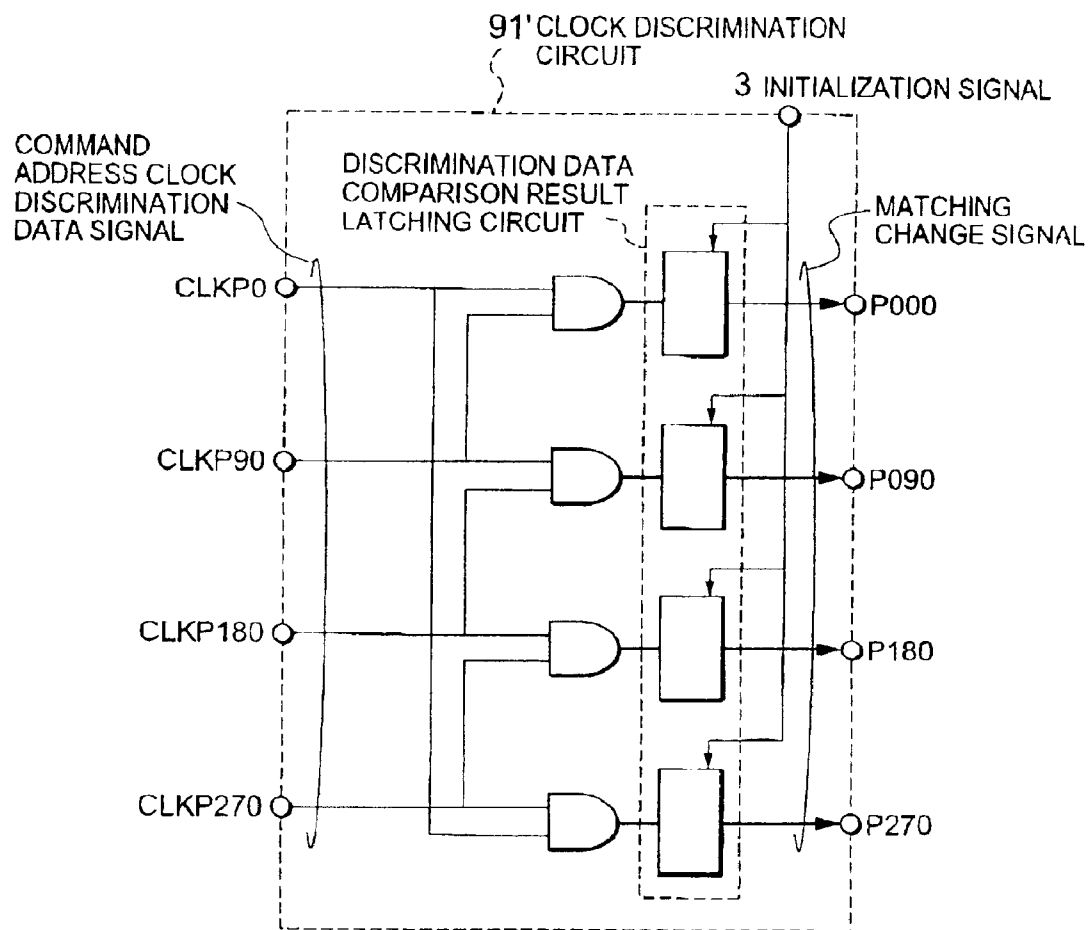 91' CLOCK DISCRIMINATION
CIRCUIT
3 INITIALIZATION SIGNAL
COMMAND
ADDRESS CLOCK
DISCRIMINATION
DATA SIGNAL
DISCRIMINATION DATA
COMPARISON RESULT
LATCHING CIRCUIT
MATCHING
CHANGE SIGNAL
CLKP0
P000
CLKP90
P090
CLKP180
P180
CLKP270
P270